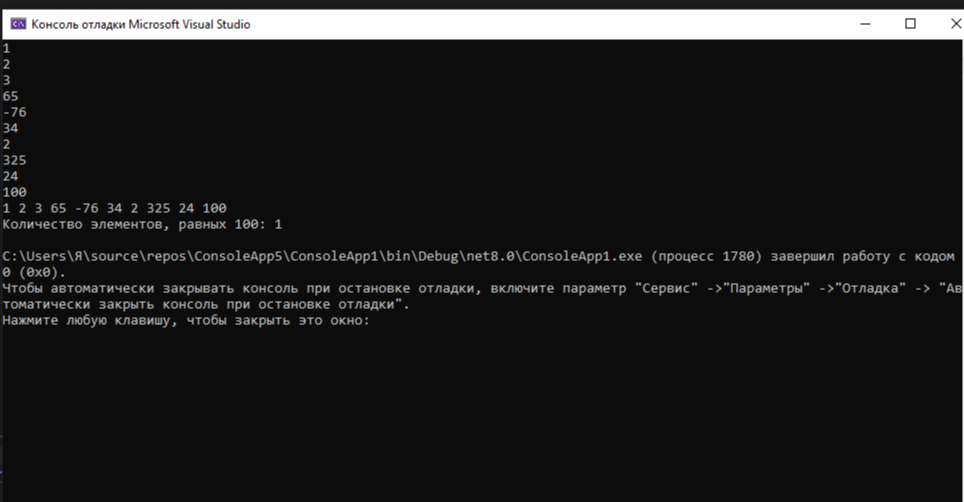 Консоль отладки Microsoft Visual Studio
1
2
3
65
-76
34
2
325
24
100
1 2 3 65 -76 34 2 325 24 100
Количество элементов, равных 100: 1
C:\Users\Я\source\repos\ConsoleApp5\ConsoleApp1\bin\Debug\net8.0\ConsoleApp1.exe (процесс 1780) завершил работу с кодом
0 (0x0).
Чтобы автоматически закрывать консоль при остановке отладки, включите параметр "Сервис" ->"Параметры" ->"Отладка" -> "Ав
томатически закрыть консоль при остановке отладки".
Нажмите любую клавишу, чтобы закрыть это окно: